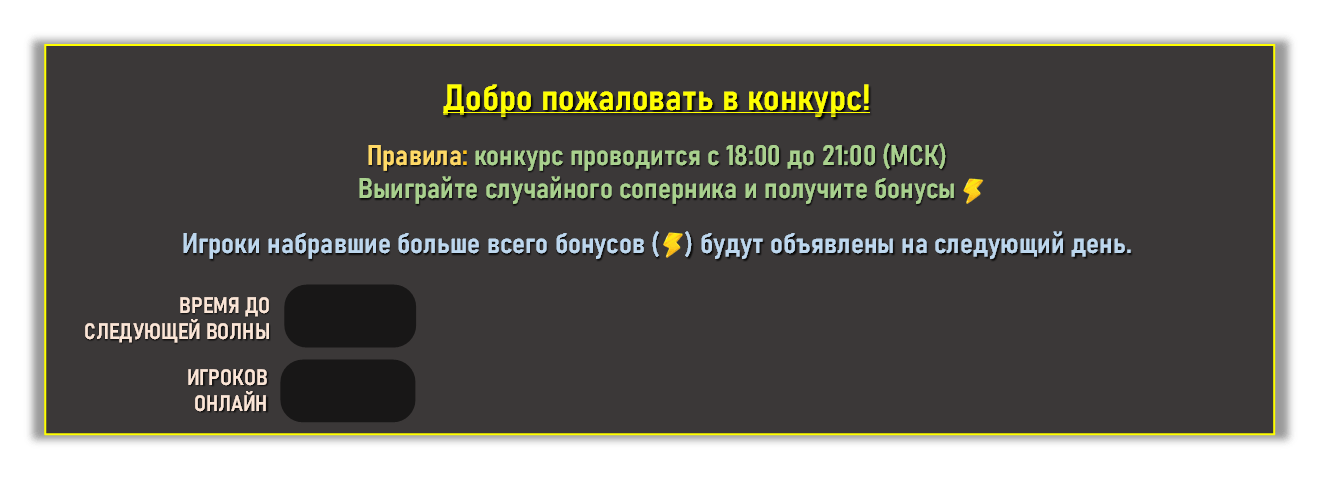 Добро пожаловать в конкурс!
Правила: конкурс проводится с 18:00 до 21:00 (МСК)
Выиграйте случайного соперника и получите бонусы ⚡
Игроки набравшие больше всего бонусов (⚡) будут объявлены на следующий день.
ВРЕМЯ ДО
СЛЕДУЮЩЕЙ ВОЛНЫ
ИГРОКОВ
ОНЛАЙН